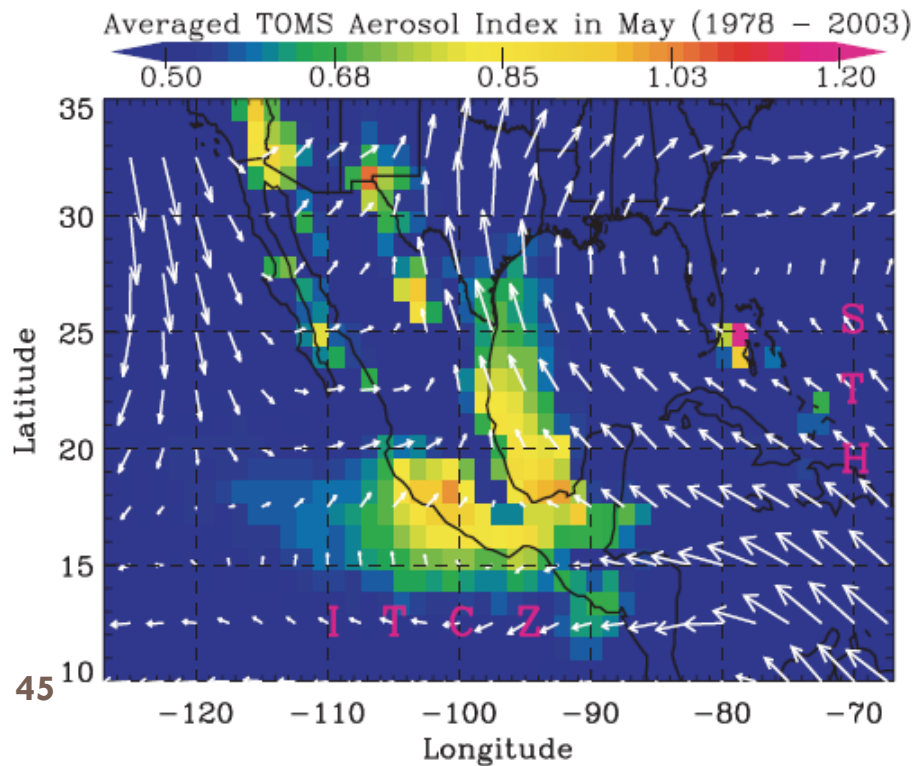 Averaged TOMS Aerosol Index in May (1978 − 2003)
0.50 0.68 0.85 1.03 1.20
35
30
25
20
15
10
Latitude
S
T
H
I T C Z
45
−120 −110 −100 −90 −80 −70
Longitude